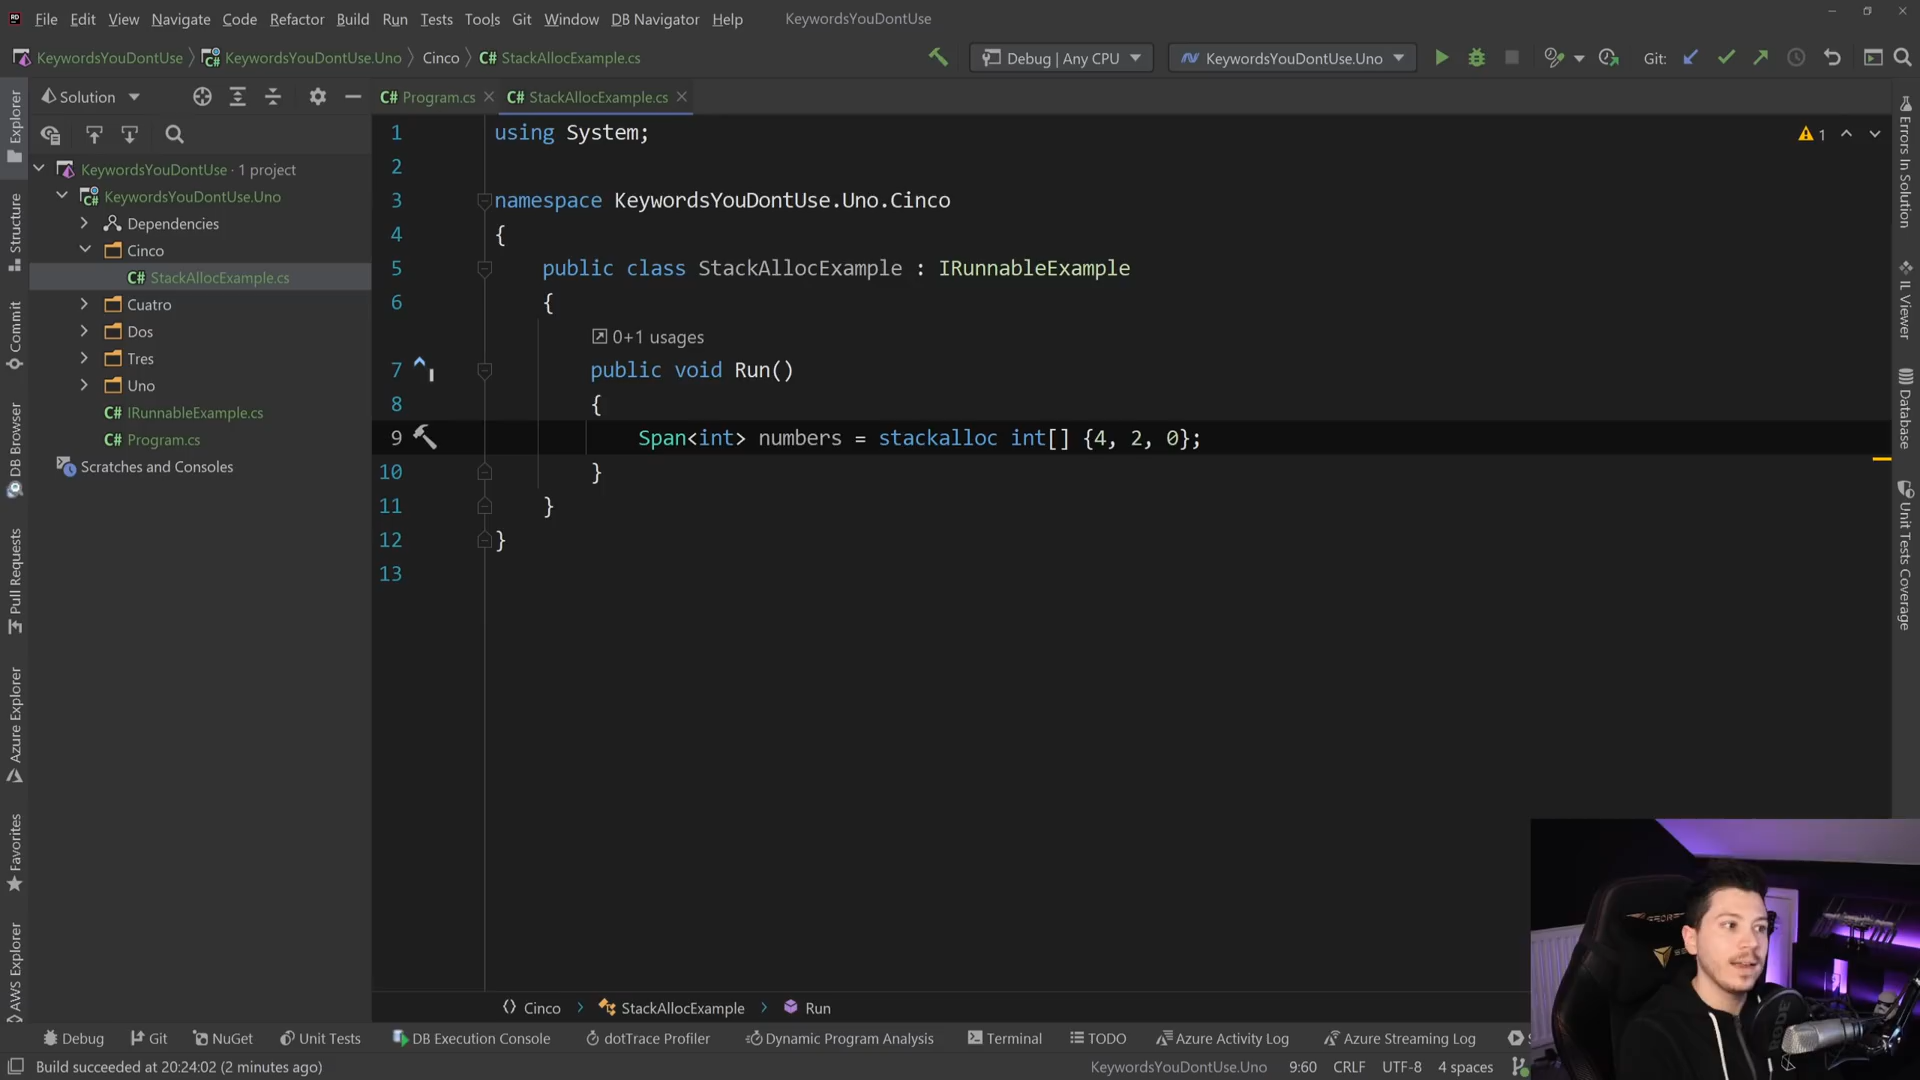 File Edit View Navigate Code Refactor Build Run Tests Tools Git Window DB Navigator Help KeywordsYouDontUse
KeywordsYouDontUse KeywordsYouDontUse.Uno Cinco C# StackAllocExample.cs Debug | Any CPU KeywordsYouDontUse.Uno Git:
Solution
C# Program.cs C# StackAllocExample.cs
KeywordsYouDontUse · 1 project
KeywordsYouDontUse.Uno
Dependencies
Cinco
C# StackAllocExample.cs
Cuatro
Dos
Tres
Uno
C# IRunnableExample.cs
C# Program.cs
Scratches and Consoles
Explorer
Structure
Commit
DB Browser
Pull Requests
Azure Explorer
Favorites
AWS Explorer
1 using System;
2
3 namespace KeywordsYouDontUse.Uno.Cinco
4 {
5 public class StackAllocExample : IRunnableExample
6 {
0+1 usages
7 public void Run()
8 {
9 Span<int> numbers = stackalloc int[] {4, 2, 0};
10 }
11 }
12 }
13
1
Errors In Solution
IL Viewer
Database
Unit Tests Coverage
Cinco StackAllocExample Run
Debug Git NuGet Unit Tests DB Execution Console dotTrace Profiler Dynamic Program Analysis Terminal TODO Azure Activity Log Azure Streaming Log
Build succeeded at 20:24:02 (2 minutes ago) KeywordsYouDontUse.Uno 9:60 CRLF UTF-8 4 spaces